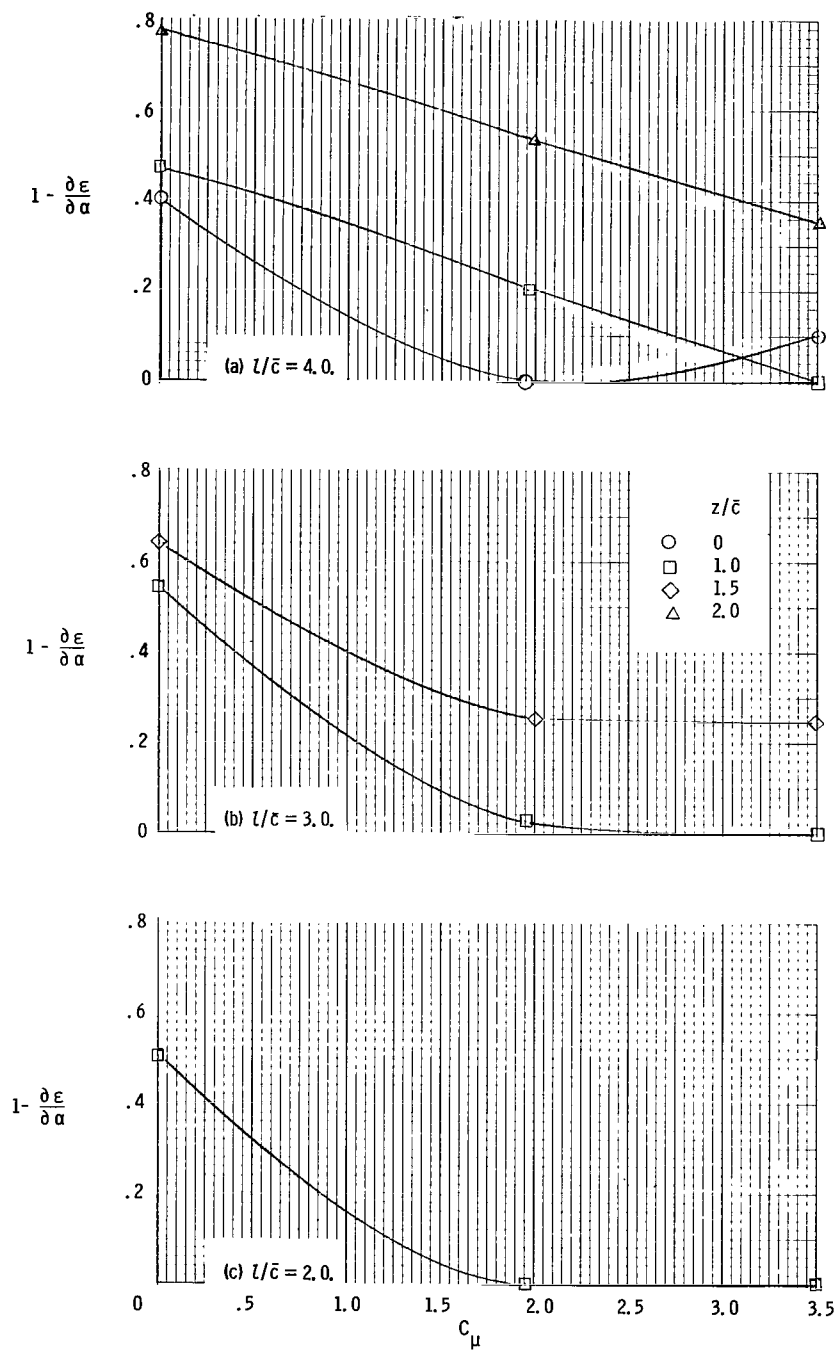 .8
.6
1 - ∂ε/∂α
.4
.2
0
(a) l/c̄ = 4.0.
.8
z/c̄
0
1.0
1.5
2.0
.6
1 - ∂ε/∂α
.4
.2
0
(b) l/c̄ = 3.0.
.8
.6
1- ∂ε/∂α
.4
.2
(c) l/c̄ = 2.0.
0 .5 1.0 1.5 2.0 2.5 3.0 3.5
Cμ